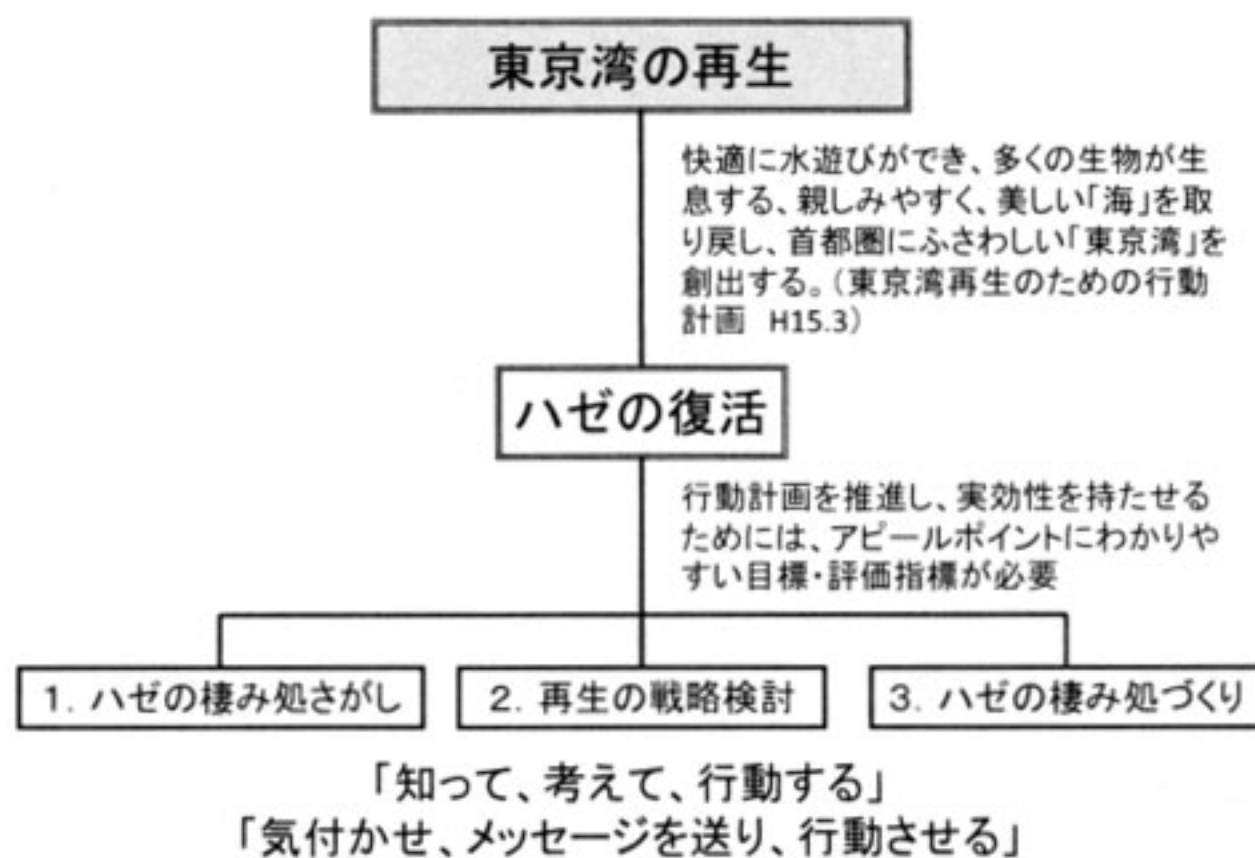 東京湾の再生
快適に水遊びができ、多くの生物が生
息する、親しみやすく、美しい「海」を取
り戻し、首都圏にふさわしい「東京湾」を
創出する。（東京湾再生のための行動
計画　H15.3）
ハゼの復活
行動計画を推進し、実効性を持たせる
ためには、アピールポイントにわかりや
すい目標・評価指標が必要
1．ハゼの棲み処さがし
2．再生の戦略検討
3．ハゼの棲み処づくり
「知って、考えて、行動する」
「気付かせ、メッセージを送り、行動させる」